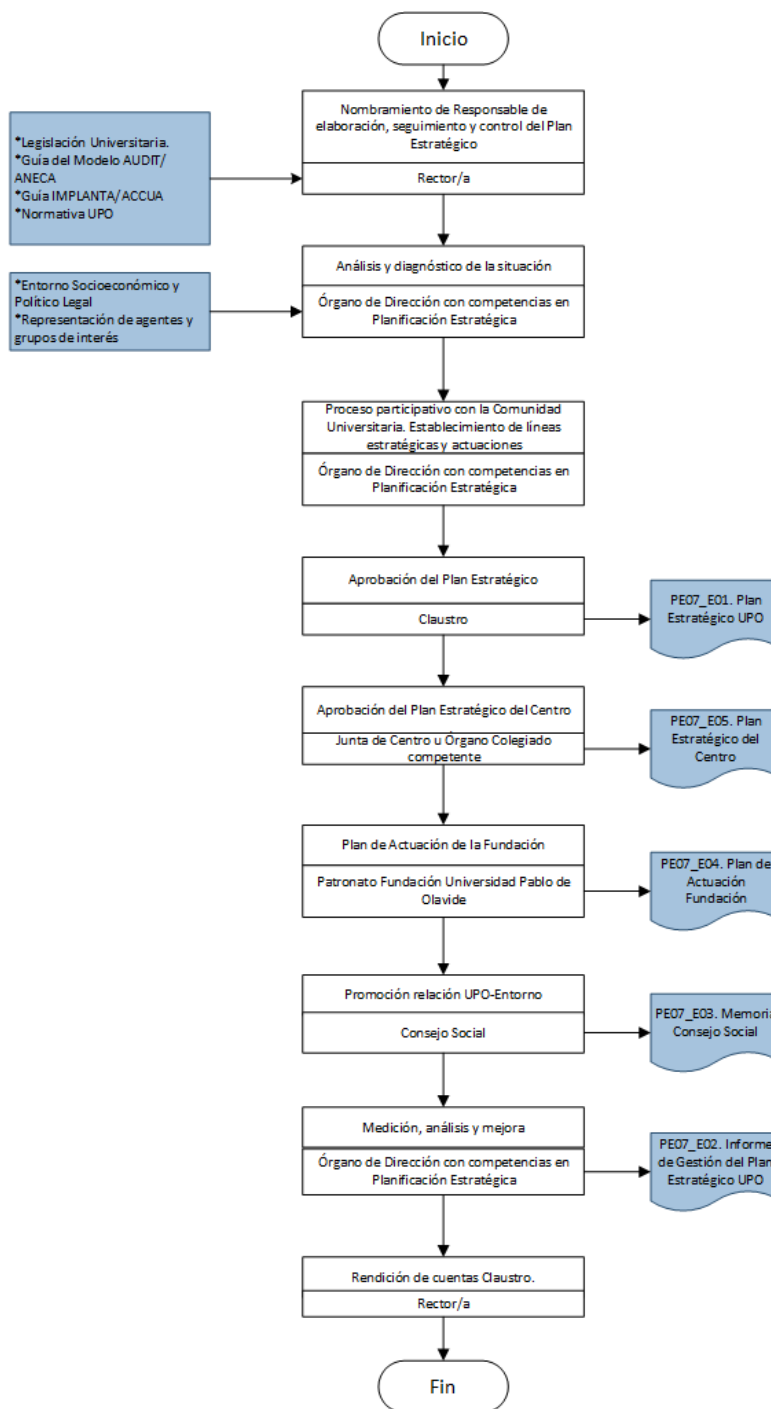 Inicio
Nombramiento de Responsable de
elaboración, seguimiento y control del Plan
Estratégico
Rector/a
*Legislación Universitaria.
*Guía del Modelo AUDIT/
ANECA
*Guía IMPLANTA/ACCUA
*Normativa UPO
Análisis y diagnóstico de la situación
Órgano de Dirección con competencias en
Planificación Estratégica
*Entorno Socioeconómico y
Político Legal
*Representación de agentes y
grupos de interés
Proceso participativo con la Comunidad
Universitaria. Establecimiento de líneas
estratégicas y actuaciones
Órgano de Dirección con competencias en
Planificación Estratégica
Aprobación del Plan Estratégico
Claustro
PE07_E01. Plan
Estratégico UPO
Aprobación del Plan Estratégico del Centro
Junta de Centro u Órgano Colegiado
competente
PE07_E05. Plan
Estratégico del
Centro
Plan de Actuación de la Fundación
Patronato Fundación Universidad Pablo de
Olavide
PE07_E04. Plan de
Actuación
Fundación
Promoción relación UPO-Entorno
Consejo Social
PE07_E03. Memoria
Consejo Social
Medición, análisis y mejora
Órgano de Dirección con competencias en
Planificación Estratégica
PE07_E02. Informe
de Gestión del Plan
Estratégico UPO
Rendición de cuentas Claustro.
Rector/a
Fin